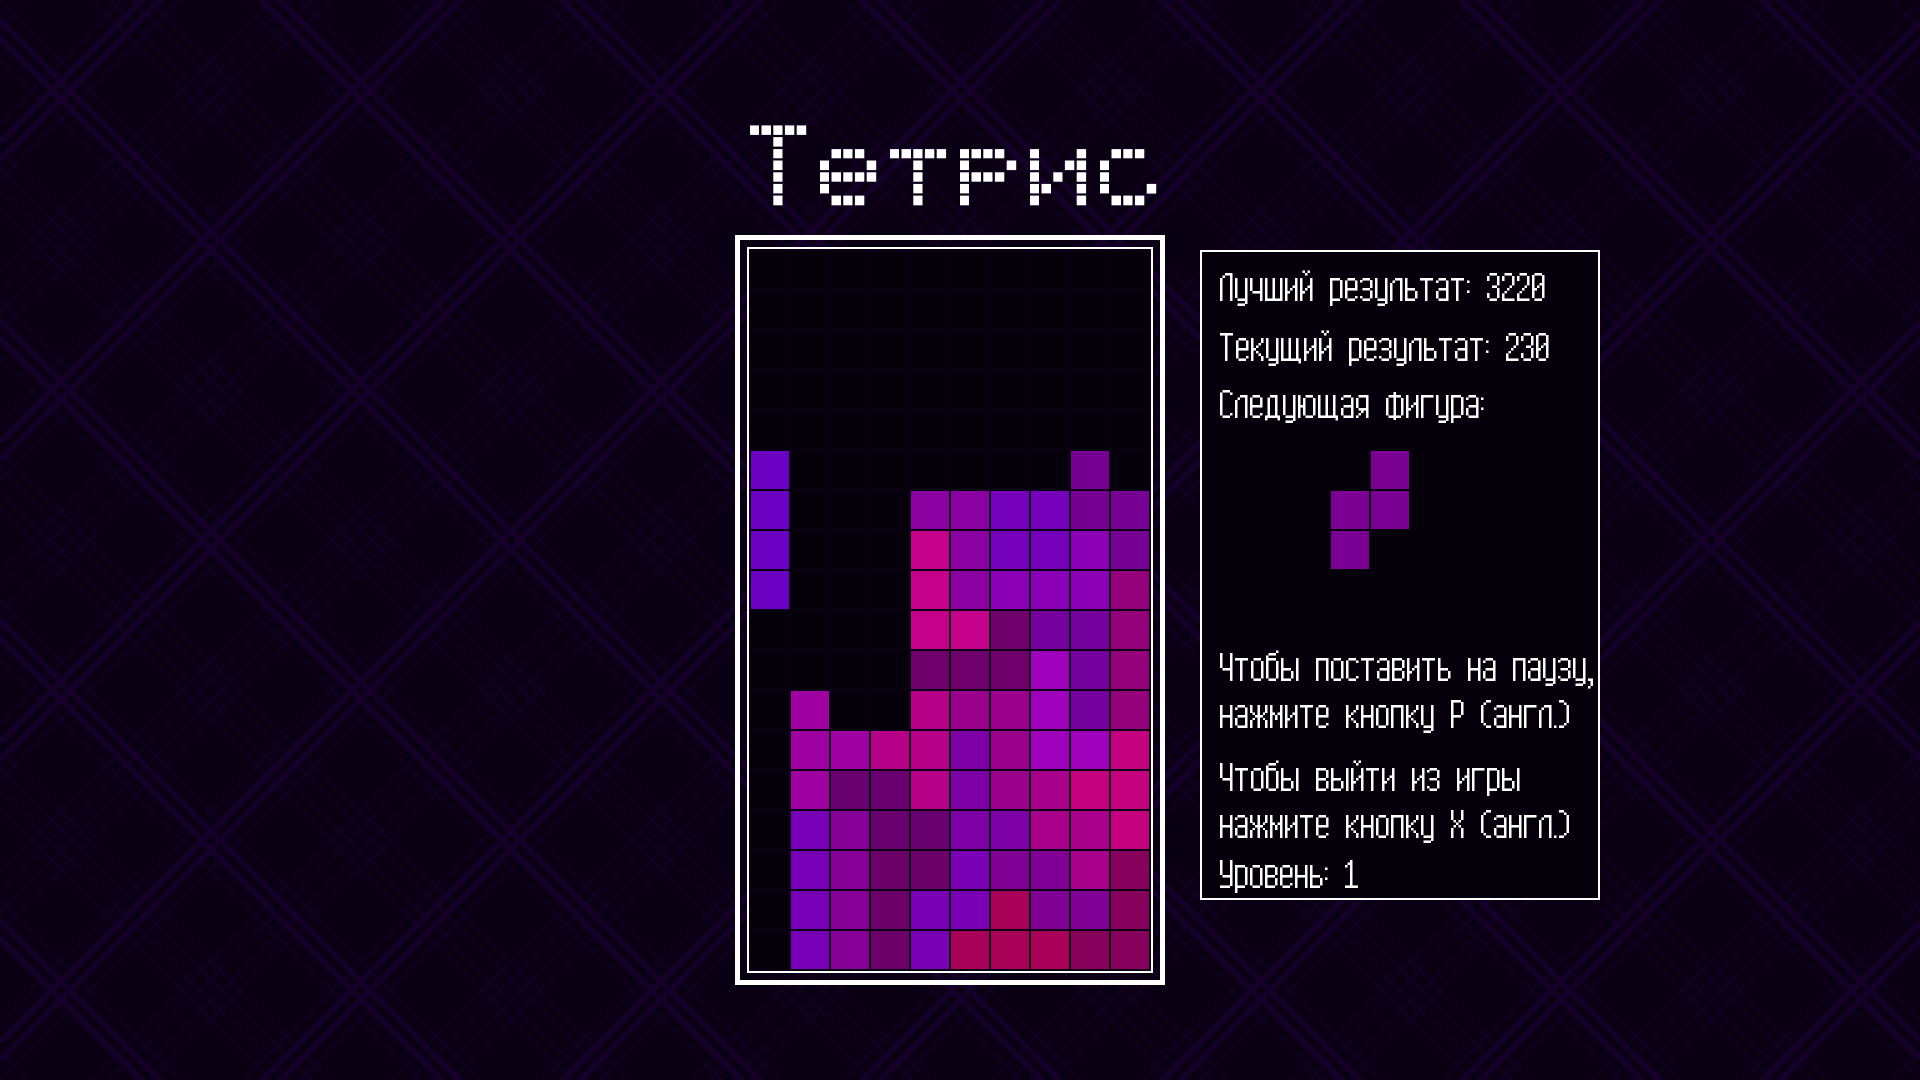 Тетрис
Лучший результат: 3220
Текущий результат: 230
Следующая фигура:
Чтобы поставить на паузу,
нажмите кнопку P (англ.)
Чтобы выйти из игры
нажмите кнопку X (англ.)
Уровень: 1